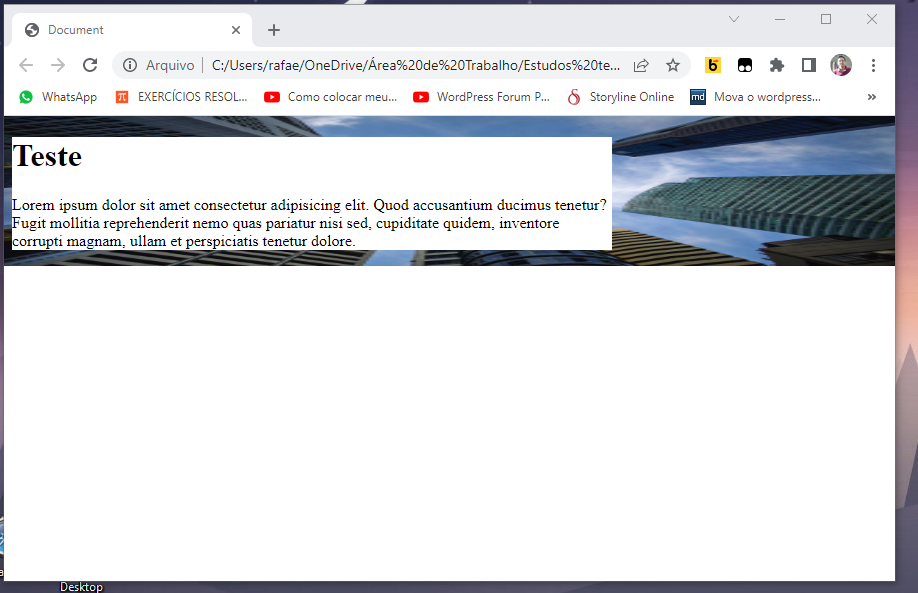 Document
Arquivo C:/Users/rafae/OneDrive/Área%20de%20Trabalho/Estudos%20te...
WhatsApp EXERCÍCIOS RESOL... Como colocar meu... WordPress Forum P... Storyline Online md Mova o wordpress... »
Teste
Lorem ipsum dolor sit amet consectetur adipisicing elit. Quod accusantium ducimus tenetur?
Fugit mollitia reprehenderit nemo quas pariatur nisi sed, cupiditate quidem, inventore
corrupti magnam, ullam et perspiciatis tenetur dolore.
Desktop